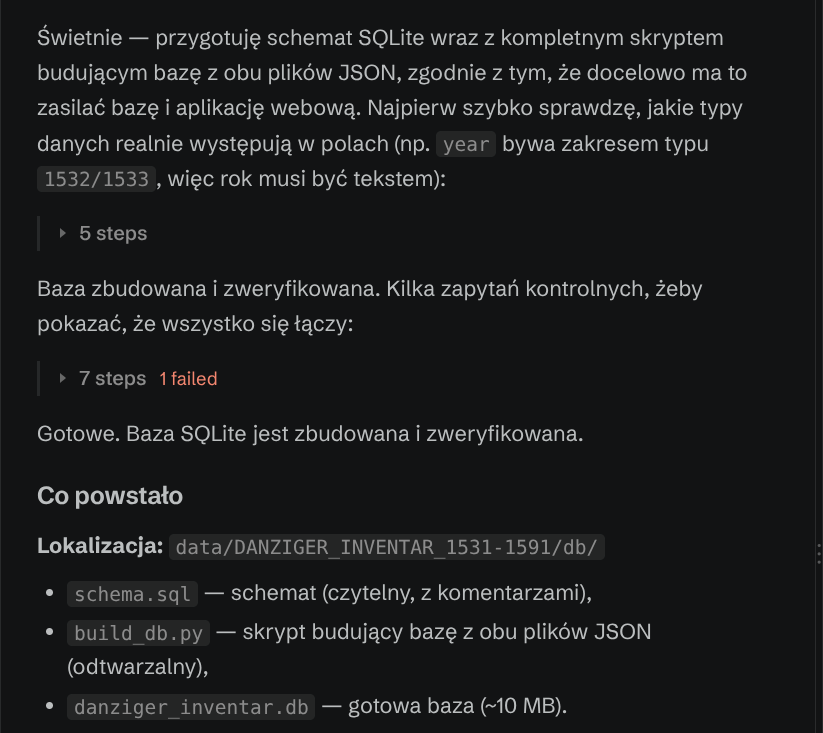 Świetnie — przygotuję schemat SQLite wraz z kompletnym skryptem
budującym bazę z obu plików JSON, zgodnie z tym, że docelowo ma to
zasilać bazę i aplikację webową. Najpierw szybko sprawdzę, jakie typy
danych realnie występują w polach (np. year bywa zakresem typu
1532/1533, więc rok musi być tekstem):
5 steps
Baza zbudowana i zweryfikowana. Kilka zapytań kontrolnych, żeby
pokazać, że wszystko się łączy:
7 steps 1 failed
Gotowe. Baza SQLite jest zbudowana i zweryfikowana.
Co powstało
Lokalizacja: data/DANZIGER_INVENTAR_1531-1591/db/
• schema.sql — schemat (czytelny, z komentarzami),
• build_db.py — skrypt budujący bazę z obu plików JSON
(odtwarzalny),
• danziger_inventar.db — gotowa baza (~10 MB).